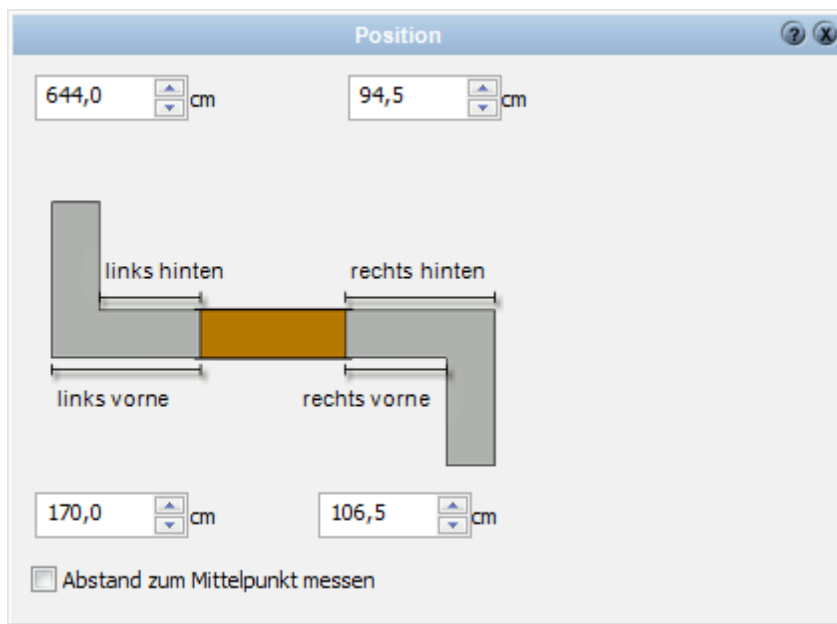 Position
644,0 cm 94,5 cm
links hinten rechts hinten
links vorne rechts vorne
170,0 cm 106,5 cm
Abstand zum Mittelpunkt messen